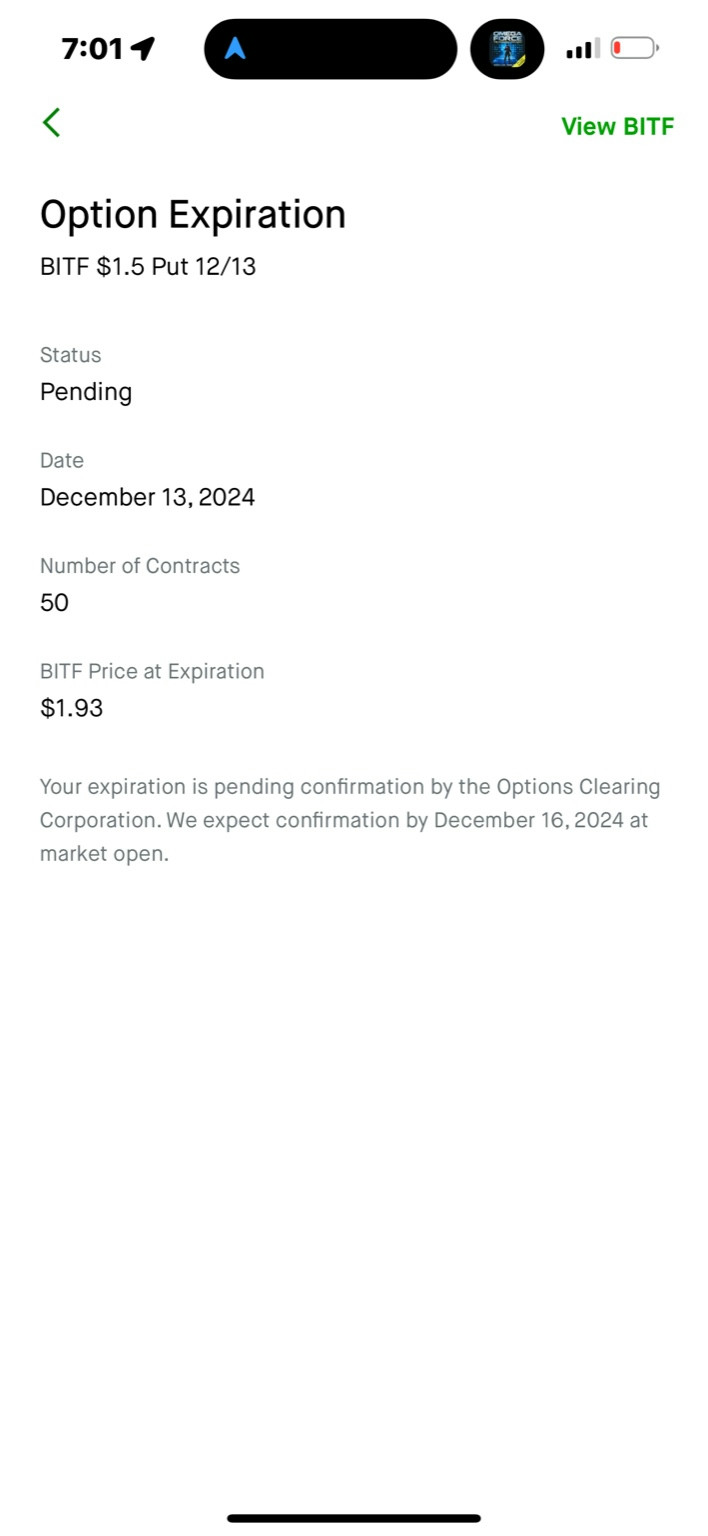 7:01
OMEGA
FORCE
View BITF
Option Expiration
BITF $1.5 Put 12/13
Status
Pending
Date
December 13, 2024
Number of Contracts
50
BITF Price at Expiration
$1.93
Your expiration is pending confirmation by the Options Clearing
Corporation. We expect confirmation by December 16, 2024 at
market open.